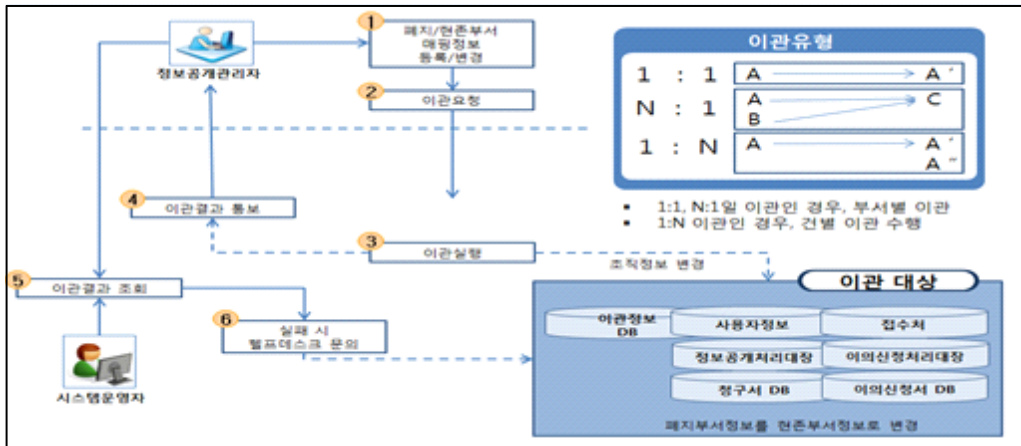 1
폐지/현존부서
매핑정보
등록/변경
정보공개관리자
2
이관요청
이관유형
1 : 1 A A´
N : 1 A C
B
1 : N A A´
A˝
4
이관결과 통보
▪ 1:1, N:1일 이관인 경우, 부서별 이관
▪ 1:N 이관인 경우, 건별 이관 수행
3
이관실행
조직정보 변경
5
이관결과 조회
이관 대상
6
실패 시
헬프데스크 문의
이관정보
DB
사용자정보
접수처
정보공개처리대장
이의신청처리대장
청구서 DB
이의신청서 DB
시스템운영자
폐지부서정보를 현존부서정보로 변경